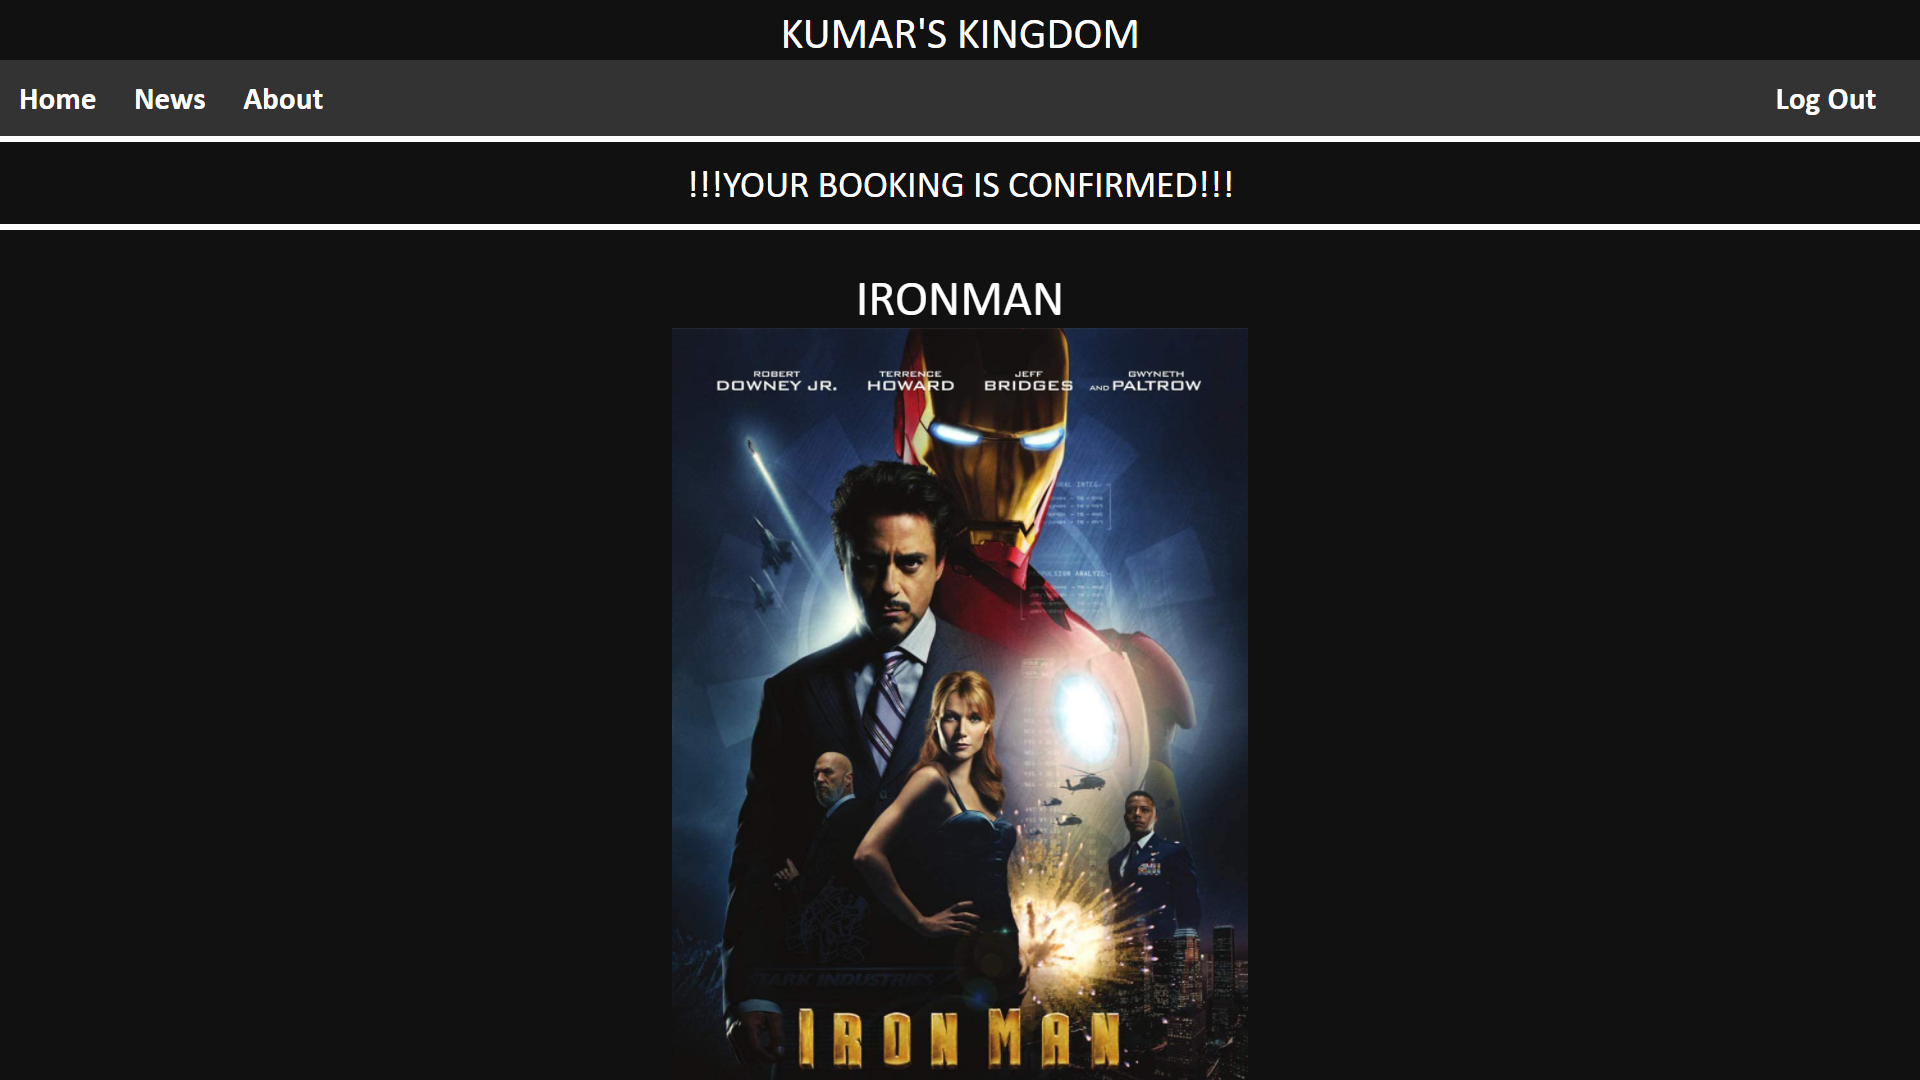 KUMAR'S KINGDOM
Home News About Log Out
!!!YOUR BOOKING IS CONFIRMED!!!
IRONMAN
ROBERT DOWNEY JR. TERRENCE HOWARD JEFF BRIDGES AND GWYNETH PALTROW
STARK INDUSTRIES
IRON MAN